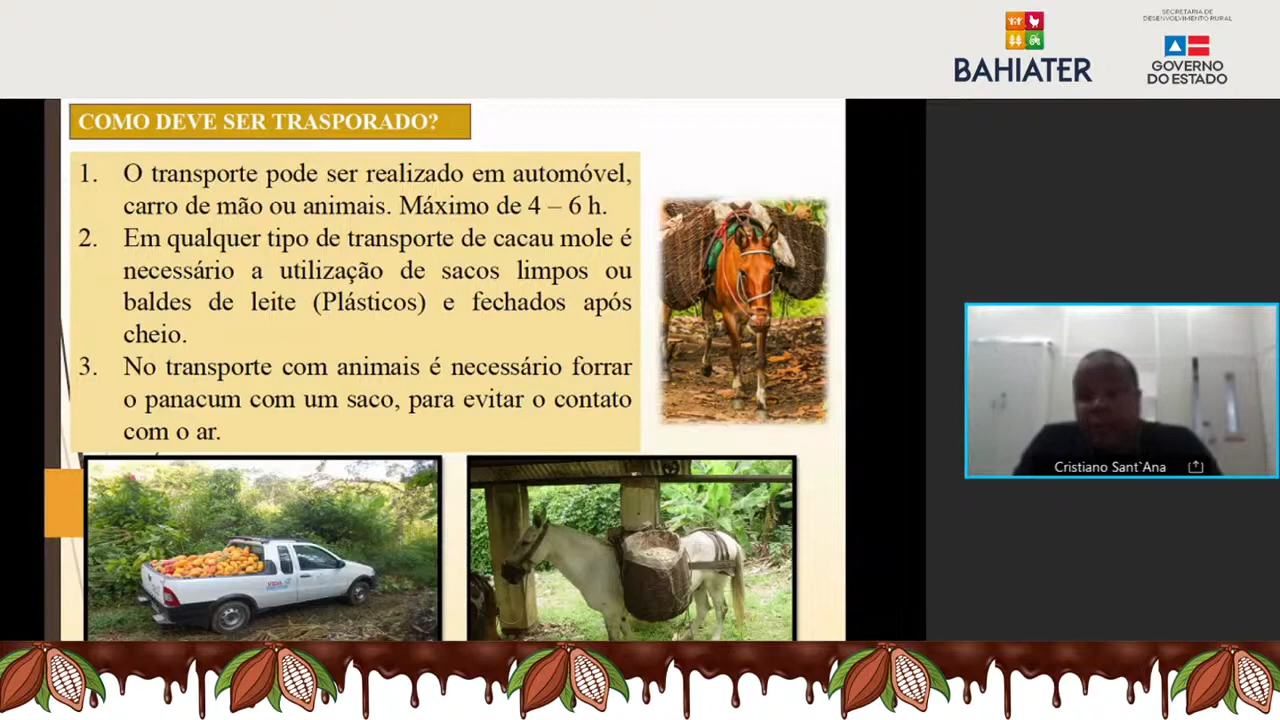 SECRETARIA DE
DESENVOLVIMENTO RURAL
BAHIATER
GOVERNO
DO ESTADO
COMO DEVE SER TRASPORADO?
1. O transporte pode ser realizado em automóvel,
carro de mão ou animais. Máximo de 4 – 6 h.
2. Em qualquer tipo de transporte de cacau mole é
necessário a utilização de sacos limpos ou
baldes de leite (Plásticos) e fechados após
cheio.
3. No transporte com animais é necessário forrar
o panacum com um saco, para evitar o contato
com o ar.
Cristiano Sant`Ana